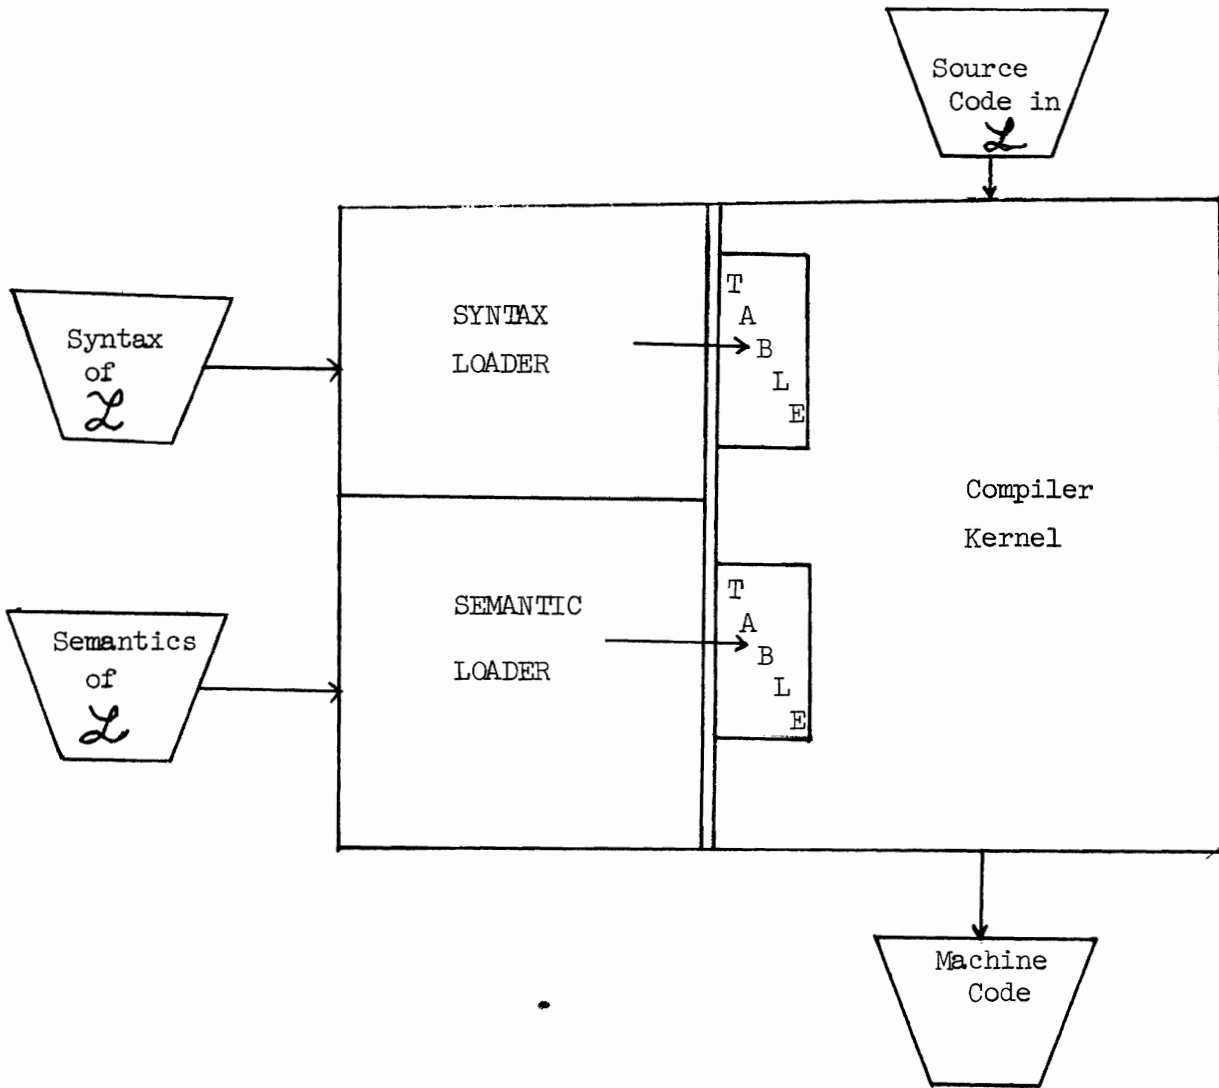 Source
Code in
ℒ
Syntax
of
ℒ
SYNTAX
LOADER
T
A
B
L
E
Compiler
Kernel
Semantics
of
ℒ
SEMANTIC
LOADER
T
A
B
L
E
Machine
Code